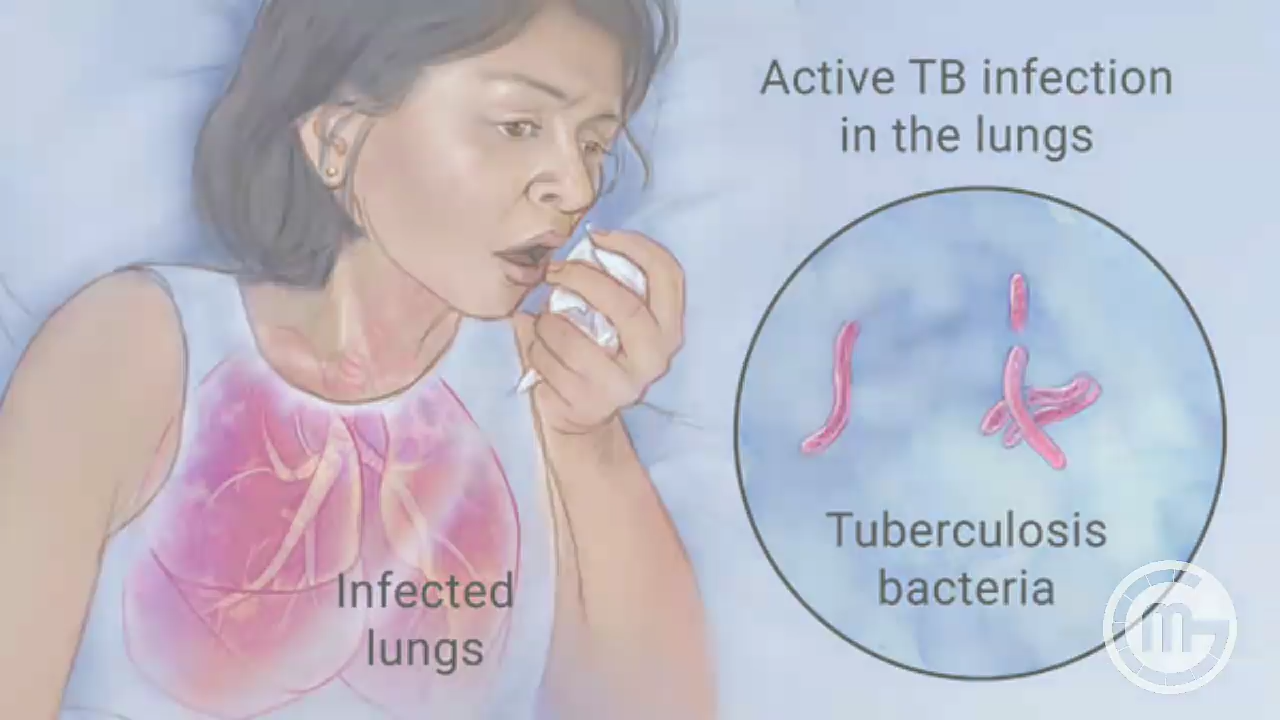 Active TB infection
in the lungs
Tuberculosis
bacteria
Infected
lungs